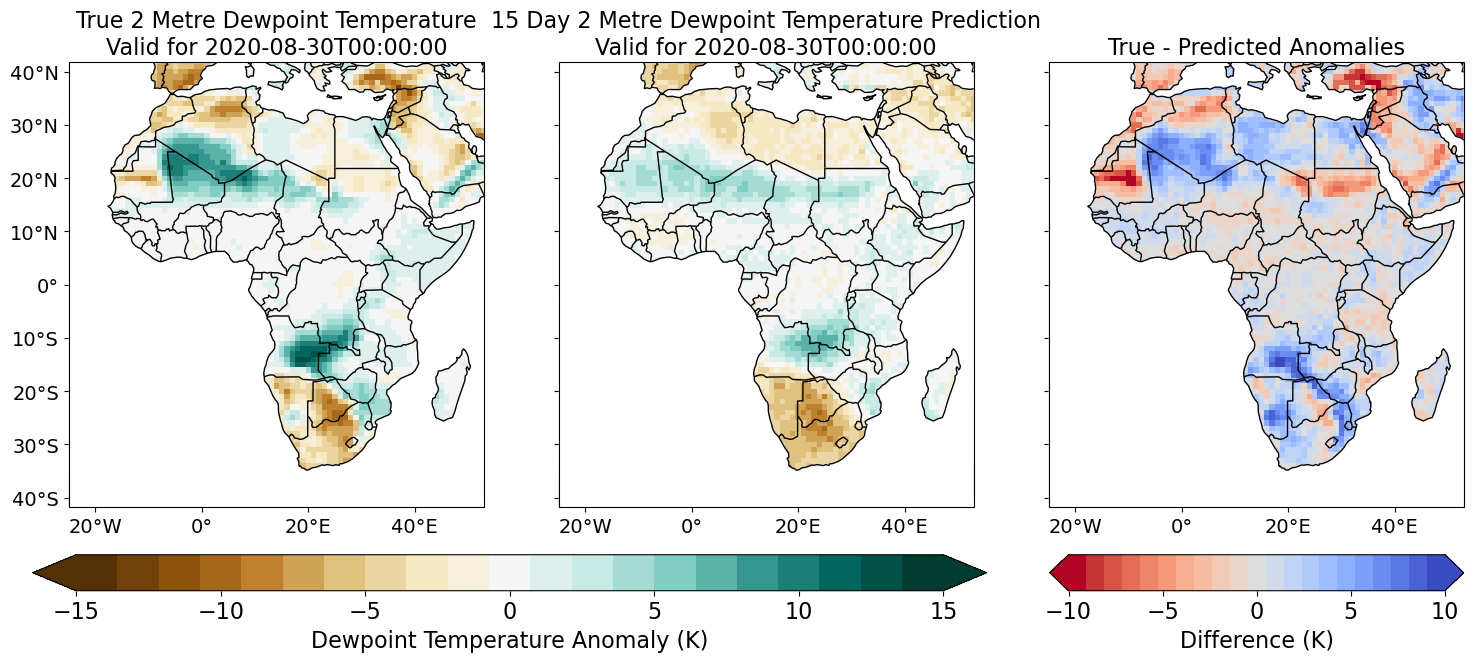 True 2 Metre Dewpoint Temperature
Valid for 2020-08-30T00:00:00
15 Day 2 Metre Dewpoint Temperature Prediction
Valid for 2020-08-30T00:00:00
True - Predicted Anomalies
40°N
30°N
20°N
10°N
0°
10°S
20°S
30°S
40°S
20°W 0° 20°E 40°E
20°W 0° 20°E 40°E
20°W 0° 20°E 40°E
−15 −10 −5 0 5 10 15
Dewpoint Temperature Anomaly (K)
−10 −5 0 5 10
Difference (K)